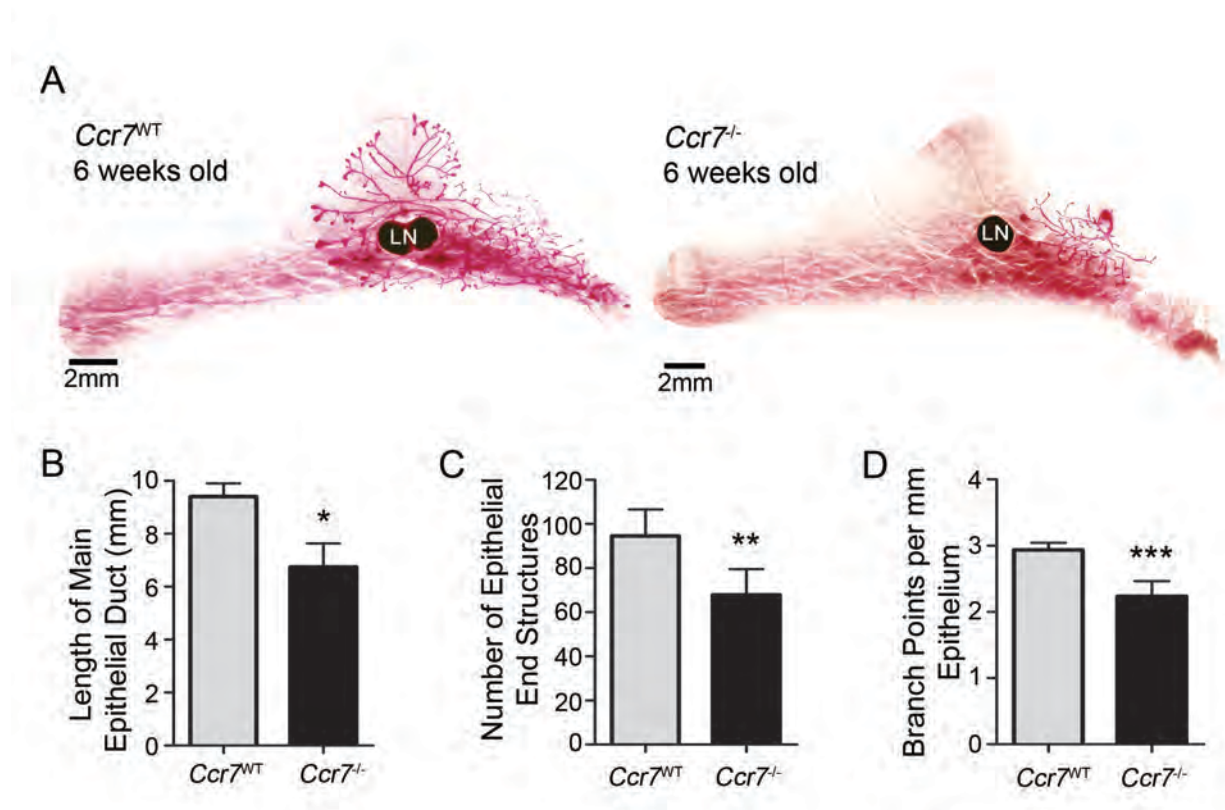 A
Ccr7WT
6 weeks old
LN
2mm
Ccr7-/-
6 weeks old
LN
2mm
B
Length of Main
Epithelial Duct (mm)
10
8
6
4
2
0
*
Ccr7WT
Ccr7-/-
C
Number of Epithelial
End Structures
120
100
80
60
40
20
0
**
Ccr7WT
Ccr7-/-
D
Branch Points per mm
Epithelium
4
3
2
1
0
***
Ccr7WT
Ccr7-/-